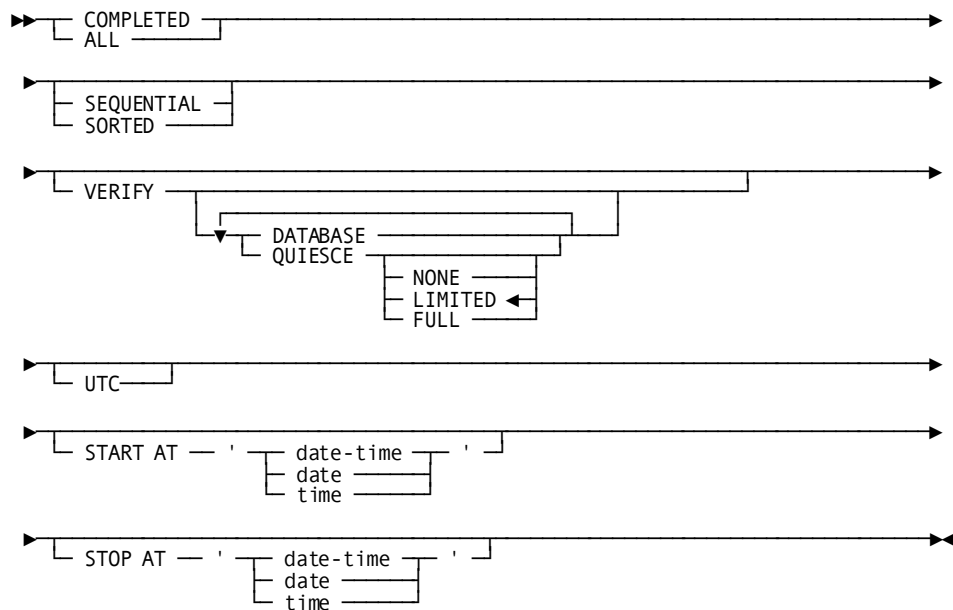 COMPLETED
ALL
SEQUENTIAL
SORTED
VERIFY
DATABASE
QUIESCE
NONE
LIMITED
FULL
UTC
START AT ' date-time '
date
time
STOP AT ' date-time '
date
time